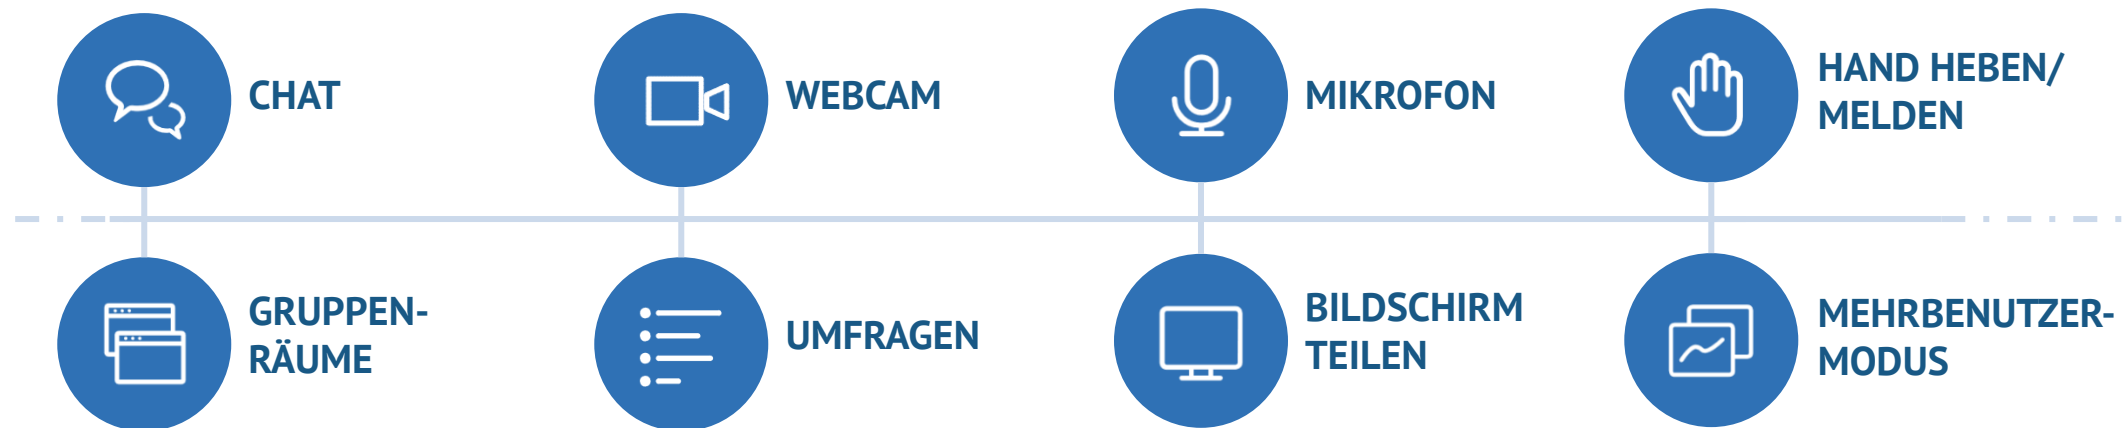 CHAT
WEBCAM
MIKROFON
HAND HEBEN/
MELDEN
GRUPPEN-
RÄUME
UMFRAGEN
BILDSCHIRM
TEILEN
MEHRBENUTZER-
MODUS